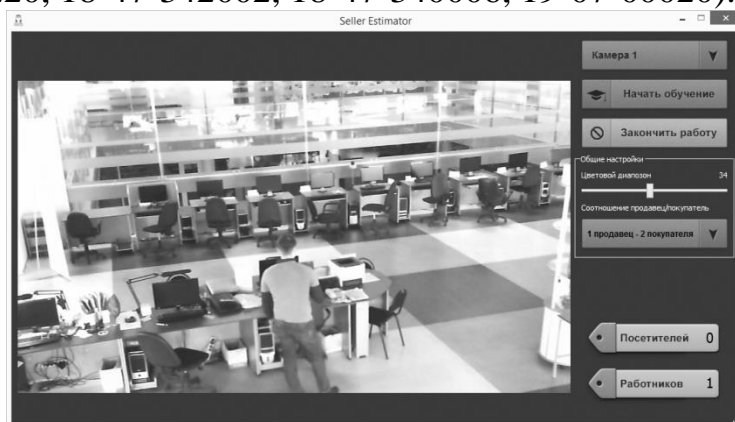 Seller Estimator
Камера 1
Начать обучение
Закончить работу
Общие настройки
Цветовой диапозон 34
Соотношение продавец/покупатель
1 продавец - 2 покупателя
Посетителей 0
Работников 1